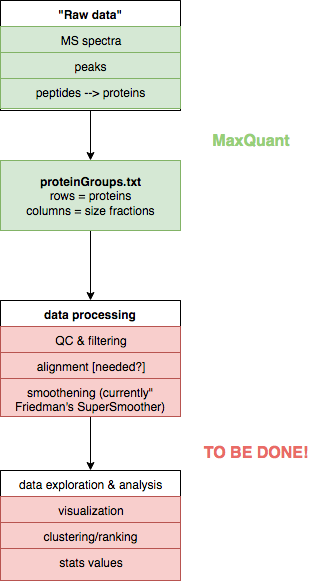 "Raw data"
MS spectra
peaks
peptides --> proteins
MaxQuant
proteinGroups.txt
rows = proteins
columns = size fractions
data processing
QC & filtering
alignment [needed?]
smoothening (currently"
Friedman's SuperSmoother)
TO BE DONE!
data exploration & analysis
visualization
clustering/ranking
stats values